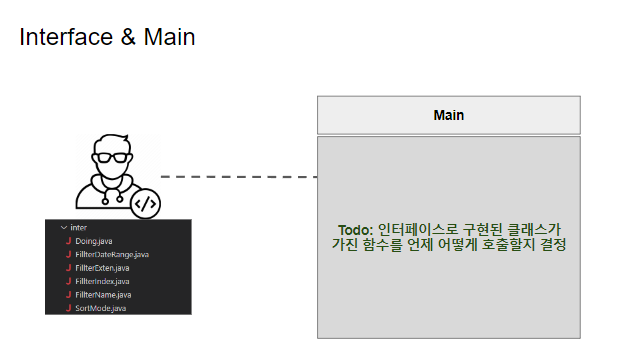 Interface & Main
Main
</>
inter
Doing.java
FillterDateRange.java
FillterExten.java
FillterIndex.java
FillterName.java
SortMode.java
Todo: 인터페이스로 구현된 클래스가
가진 함수를 언제 어떻게 호출할지 결정